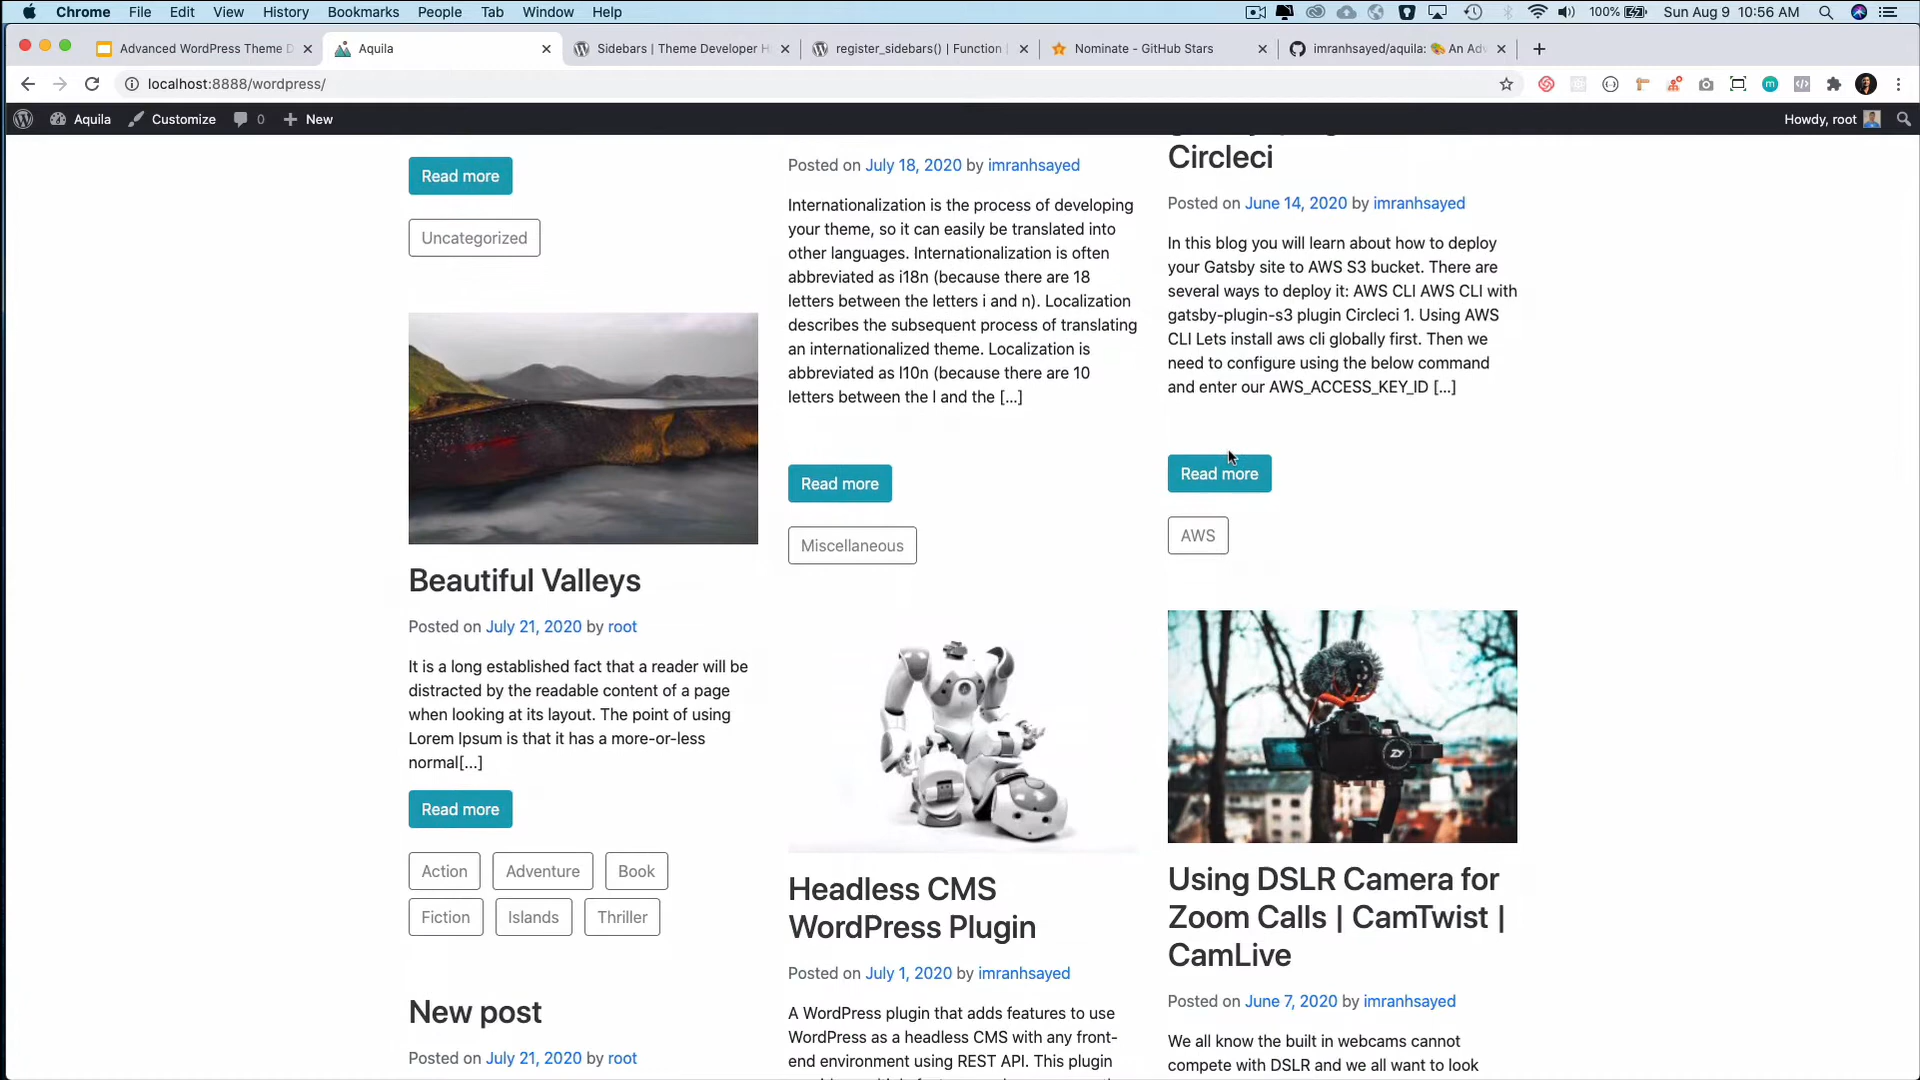 Chrome File Edit View History Bookmarks People Tab Window Help 100% Sun Aug 9 10:56 AM
Advanced WordPress Theme D Aquila Sidebars | Theme Developer H register_sidebars() | Function Nominate - GitHub Stars imranhsayed/aquila: An Adv
localhost:8888/wordpress/
Aquila Customize 0 New Howdy, root
Read more
Uncategorized
Beautiful Valleys
Posted on July 21, 2020 by root
It is a long established fact that a reader will be
distracted by the readable content of a page
when looking at its layout. The point of using
Lorem Ipsum is that it has a more-or-less
normal[...]
Read more
Action Adventure Book
Fiction Islands Thriller
New post
Posted on July 21, 2020 by root
Posted on July 18, 2020 by imranhsayed
Internationalization is the process of developing
your theme, so it can easily be translated into
other languages. Internationalization is often
abbreviated as i18n (because there are 18
letters between the letters i and n). Localization
describes the subsequent process of translating
an internationalized theme. Localization is
abbreviated as l10n (because there are 10
letters between the l and the [...]
Read more
Miscellaneous
Headless CMS
WordPress Plugin
Posted on July 1, 2020 by imranhsayed
A WordPress plugin that adds features to use
WordPress as a headless CMS with any front-
end environment using REST API. This plugin
Circleci
Posted on June 14, 2020 by imranhsayed
In this blog you will learn about how to deploy
your Gatsby site to AWS S3 bucket. There are
several ways to deploy it: AWS CLI AWS CLI with
gatsby-plugin-s3 plugin Circleci 1. Using AWS
CLI Lets install aws cli globally first. Then we
need to configure using the below command
and enter our AWS_ACCESS_KEY_ID [...]
Read more
AWS
Using DSLR Camera for
Zoom Calls | CamTwist |
CamLive
Posted on June 7, 2020 by imranhsayed
We all know the built in webcams cannot
compete with DSLR and we all want to look